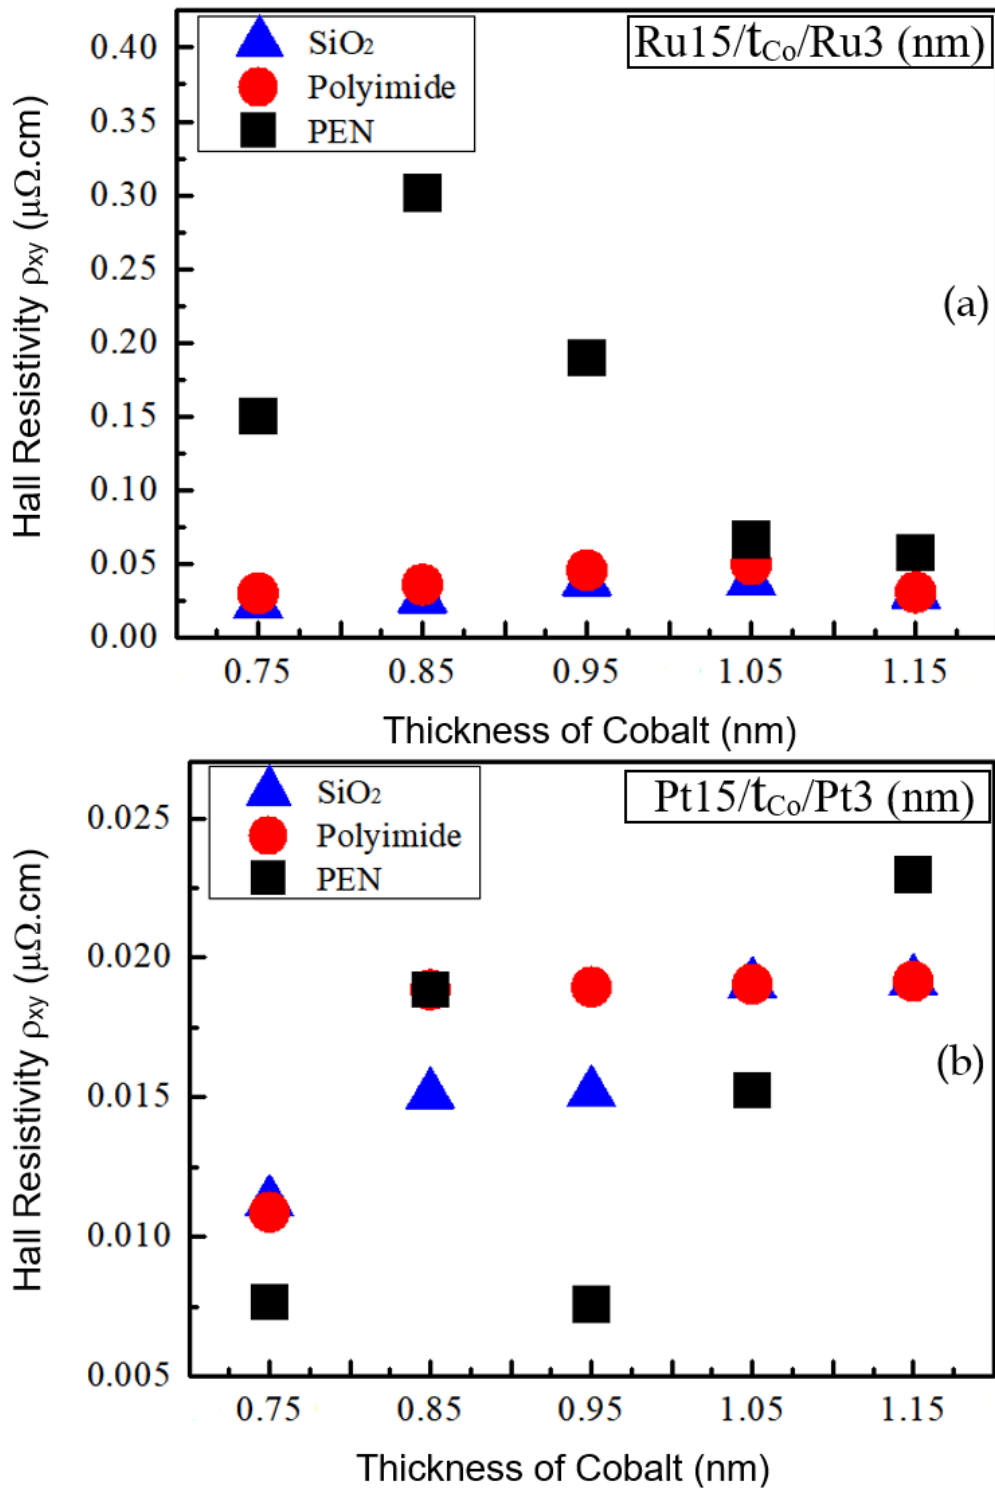 SiO₂
Polyimide
PEN
Ru15/tCo/Ru3 (nm)
(a)
Hall Resistivity ρxy (μΩ.cm)
0.40
0.35
0.30
0.25
0.20
0.15
0.10
0.05
0.00
0.75 0.85 0.95 1.05 1.15
Thickness of Cobalt (nm)
SiO₂
Polyimide
PEN
Pt15/tCo/Pt3 (nm)
(b)
Hall Resistivity ρxy (μΩ.cm)
0.025
0.020
0.015
0.010
0.005
0.75 0.85 0.95 1.05 1.15
Thickness of Cobalt (nm)